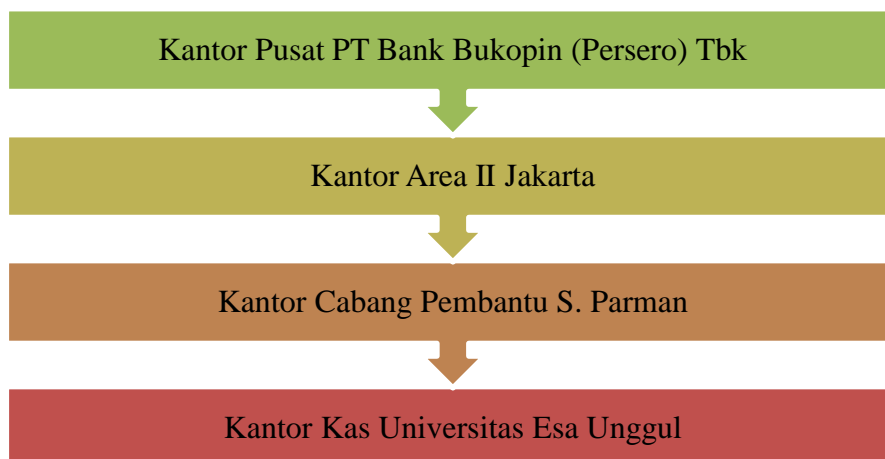 Kantor Pusat PT Bank Bukopin (Persero) Tbk
Kantor Area II Jakarta
Kantor Cabang Pembantu S. Parman
Kantor Kas Universitas Esa Unggul